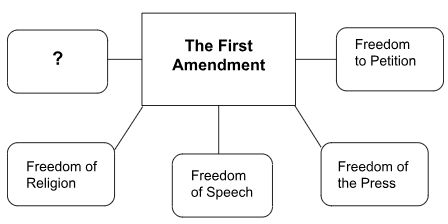 ?
The First
Amendment
Freedom
to Petition
Freedom of
Religion
Freedom
of Speech
Freedom of
the Press